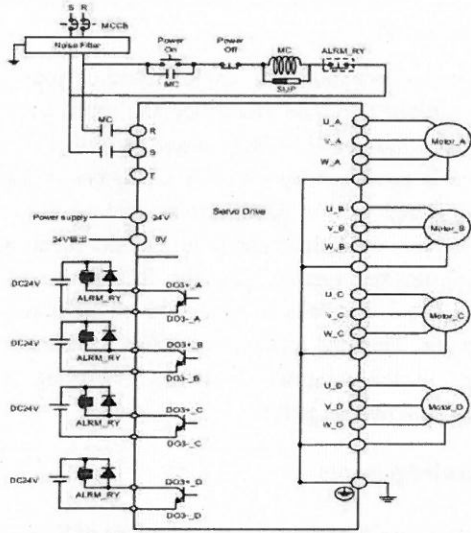 S R
MCCB
Noise Filter
Power On
Power Off
MC
ALRM_RY
MC
SUP
MC
R
S
T
Servo Drive
Power supply
24V
24V
0V
U_A
V_A
W_A
Motor_A
U_B
V_B
W_B
Motor_B
U_C
V_C
W_C
Motor_C
U_D
V_D
W_D
Motor_D
DC24V
ALRM_RY
DO3+_A
DO3-_A
DC24V
ALRM_RY
DO3+_B
DO3-_B
DC24V
ALRM_RY
DO3+_C
DO3-_C
DC24V
ALRM_RY
DO3+_D
DO3-_D